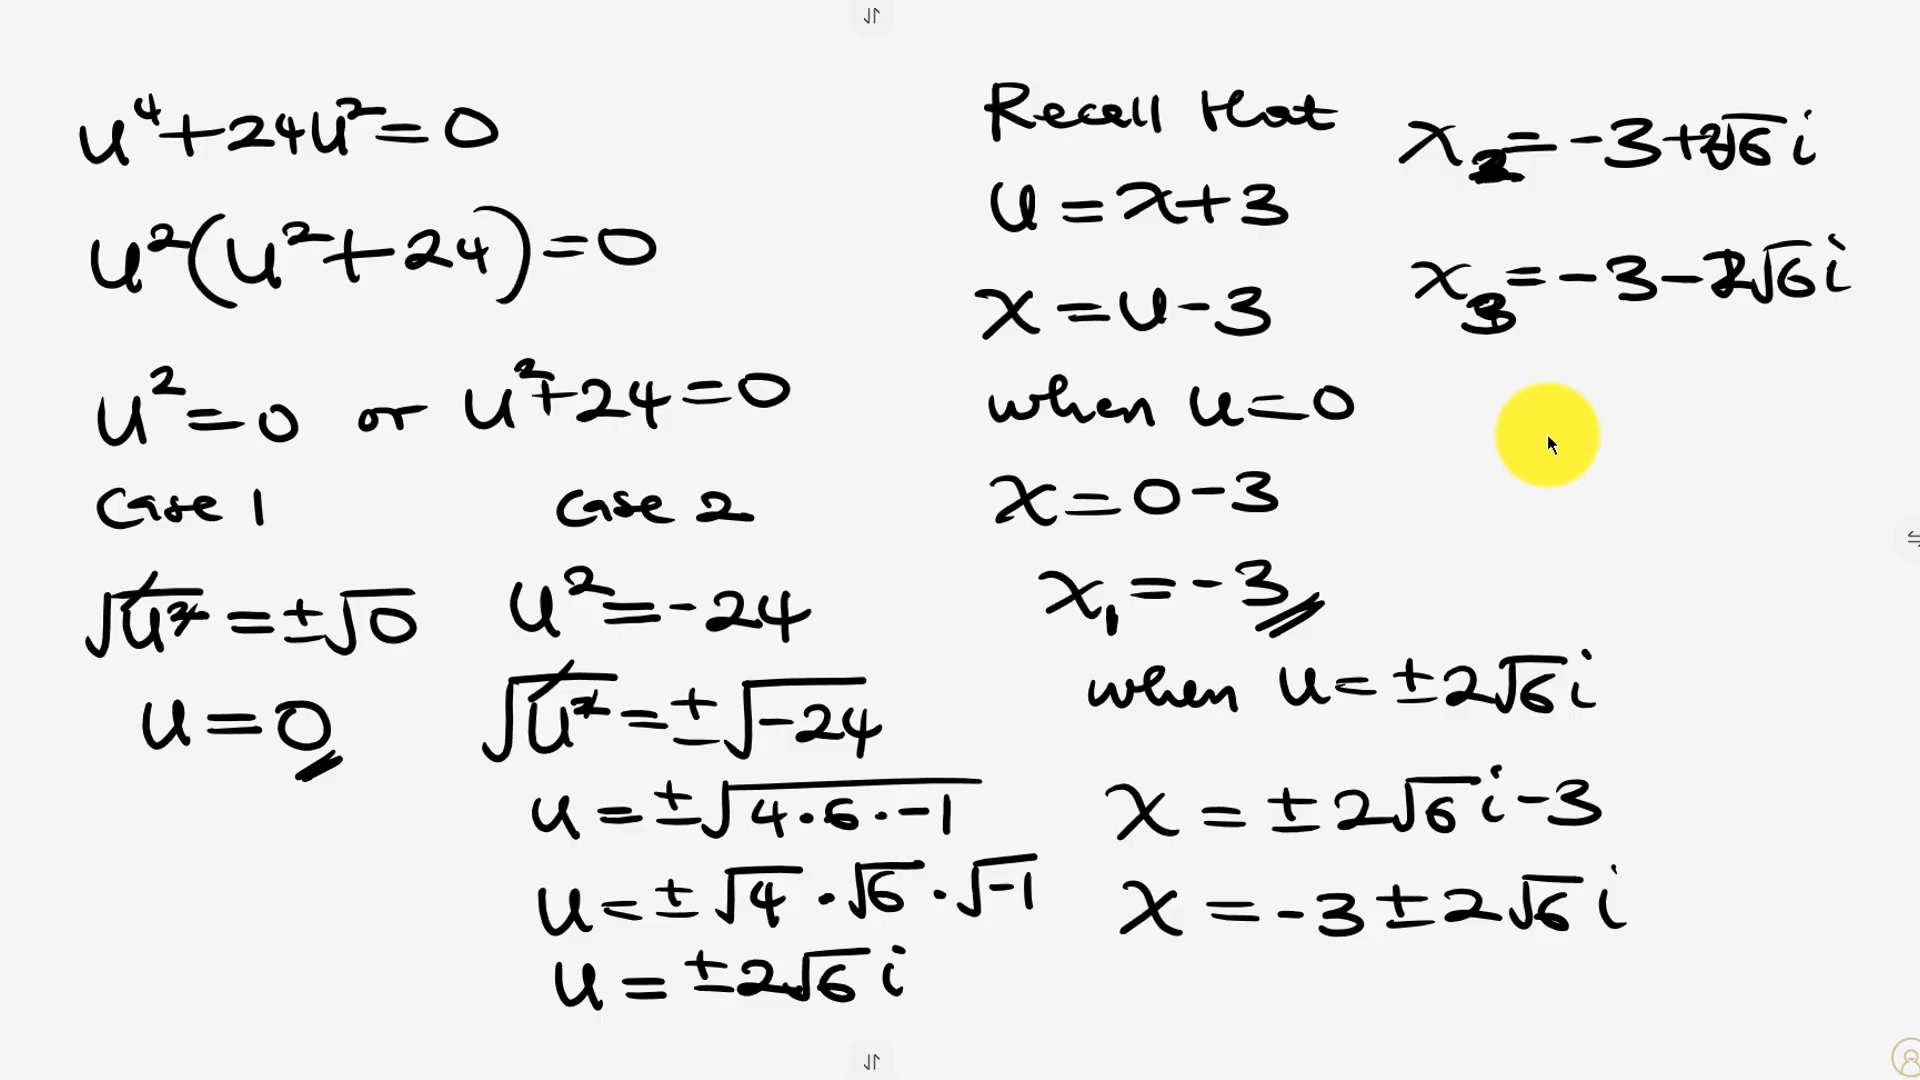 u⁴+24u²=0
u²(u²+24)=0
u²=0 or u²+24=0
Case 1
√u² = ±√0
u=0
Case 2
u²=-24
√u² = ±√-24
u = ±√4·6·-1
u = ±√4·√6·√-1
u = ±2√6 i
Recall that
u = x+3
x = u-3
when u=0
x = 0-3
x₁ = -3
when u = ±2√6 i
x = ±2√6 i-3
x = -3±2√6 i
x₂ = -3+2√6 i
x₃ = -3-2√6 i